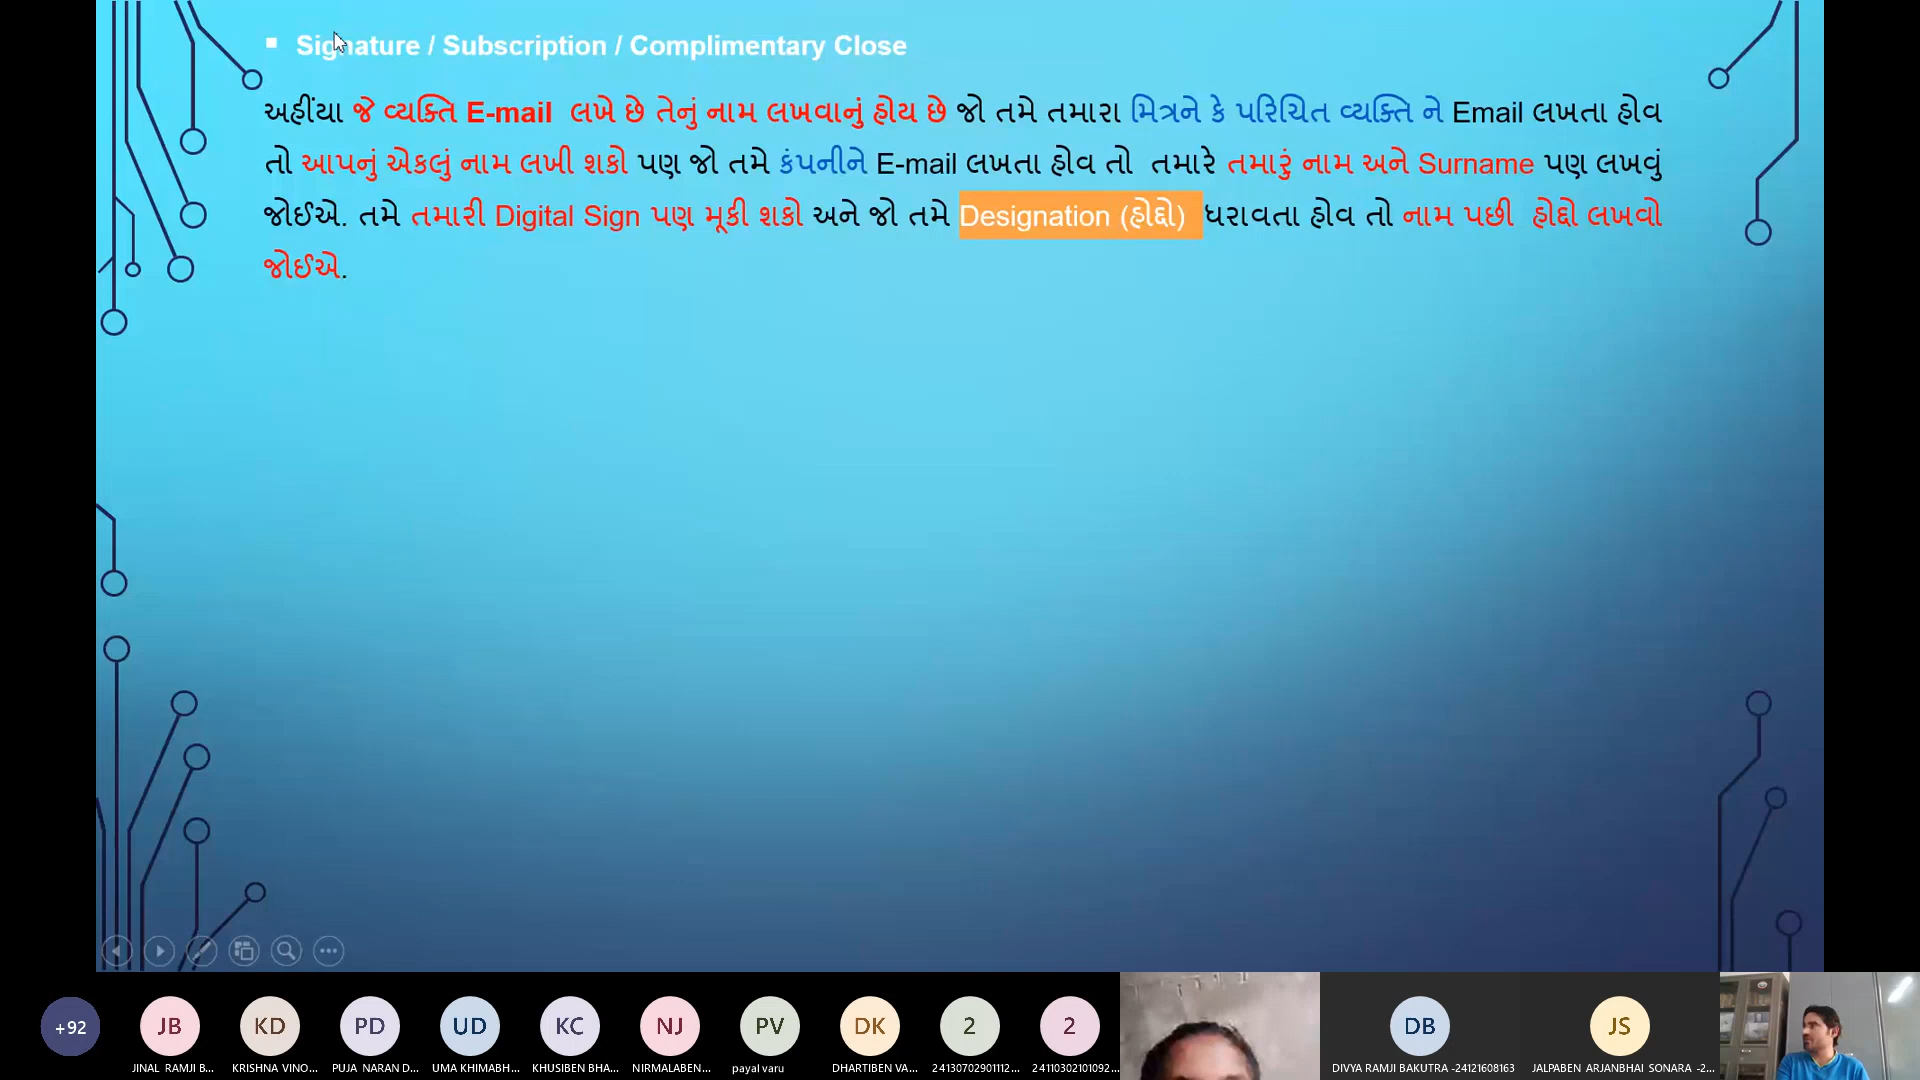 ▪ Signature / Subscription / Complimentary Close
અહીંયા જે વ્યક્તિ E-mail લખે છે તેનું નામ લખવાનું હોય છે જો તમે તમારા મિત્રને કે પરિચિત વ્યક્તિ ને Email લખતા હોવ
તો આપનું એકલું નામ લખી શકો પણ જો તમે કંપનીને E-mail લખતા હોવ તો તમારે તમારું નામ અને Surname પણ લખવું
જોઈએ. તમે તમારી Digital Sign પણ મૂકી શકો અને જો તમે Designation (હોદ્દો) ધરાવતા હોવ તો નામ પછી હોદ્દો લખવો
જોઈએ.
+92 JB KD PD UD KC NJ PV DK 2 2 DB JS
JINAL RAMJI B... KRISHNA VINO... PUJA NARAN D... UMA KHIMABH... KHUSIBEN BHA... NIRMALABEN... payal varu DHARTIBEN VA... 24130702901112... 24110302101092... DIVYA RAMJI BAKUTRA -24121608163 JALPABEN ARJANBHAI SONARA -2...